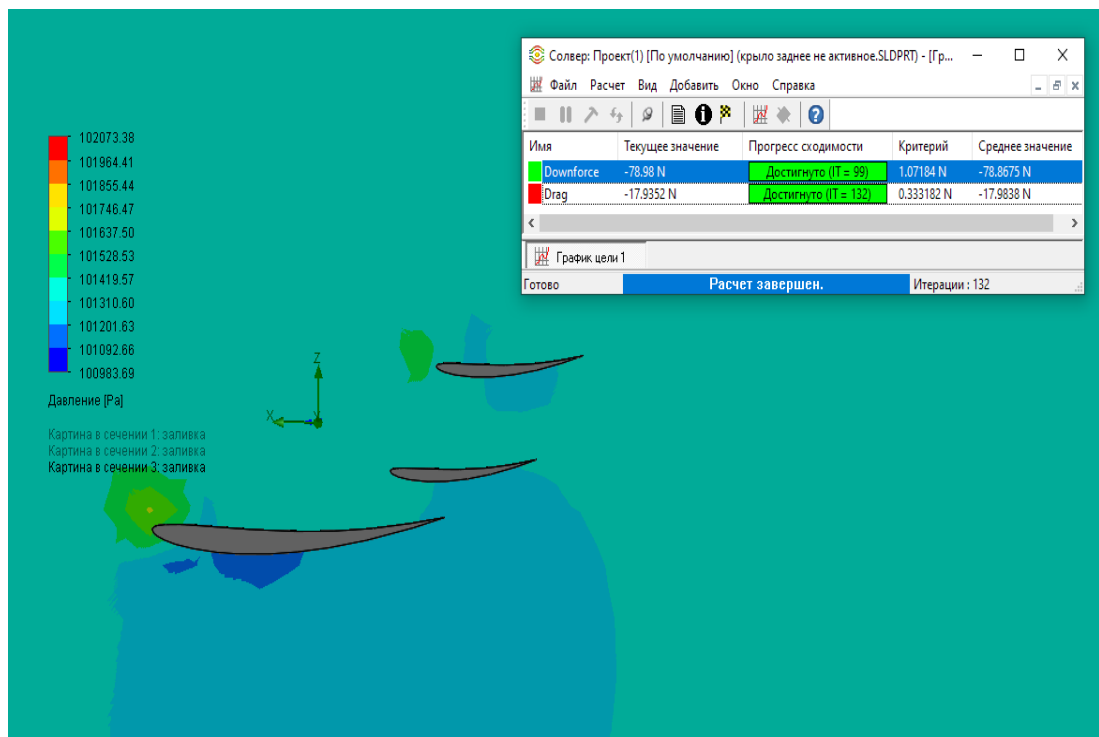 Солвер: Проект(1) [По умолчанию] (крыло заднее не активное.SLDPRT) - [Гр...
Файл Расчет Вид Добавить Окно Справка
Имя Текущее значение Прогресс сходимости Критерий Среднее значение
Downforce -78.98 N Достигнуто (IT = 99) 1.07184 N -78.8675 N
Drag -17.9352 N Достигнуто (IT = 132) 0.333182 N -17.9838 N
График цели 1
Готово Расчет завершен. Итерации : 132
102073.38
101964.41
101855.44
101746.47
101637.50
101528.53
101419.57
101310.60
101201.63
101092.66
100983.69
Давление [Pa]
Картина в сечении 1: заливка
Картина в сечении 2: заливка
Картина в сечении 3: заливка
Z
X
Y